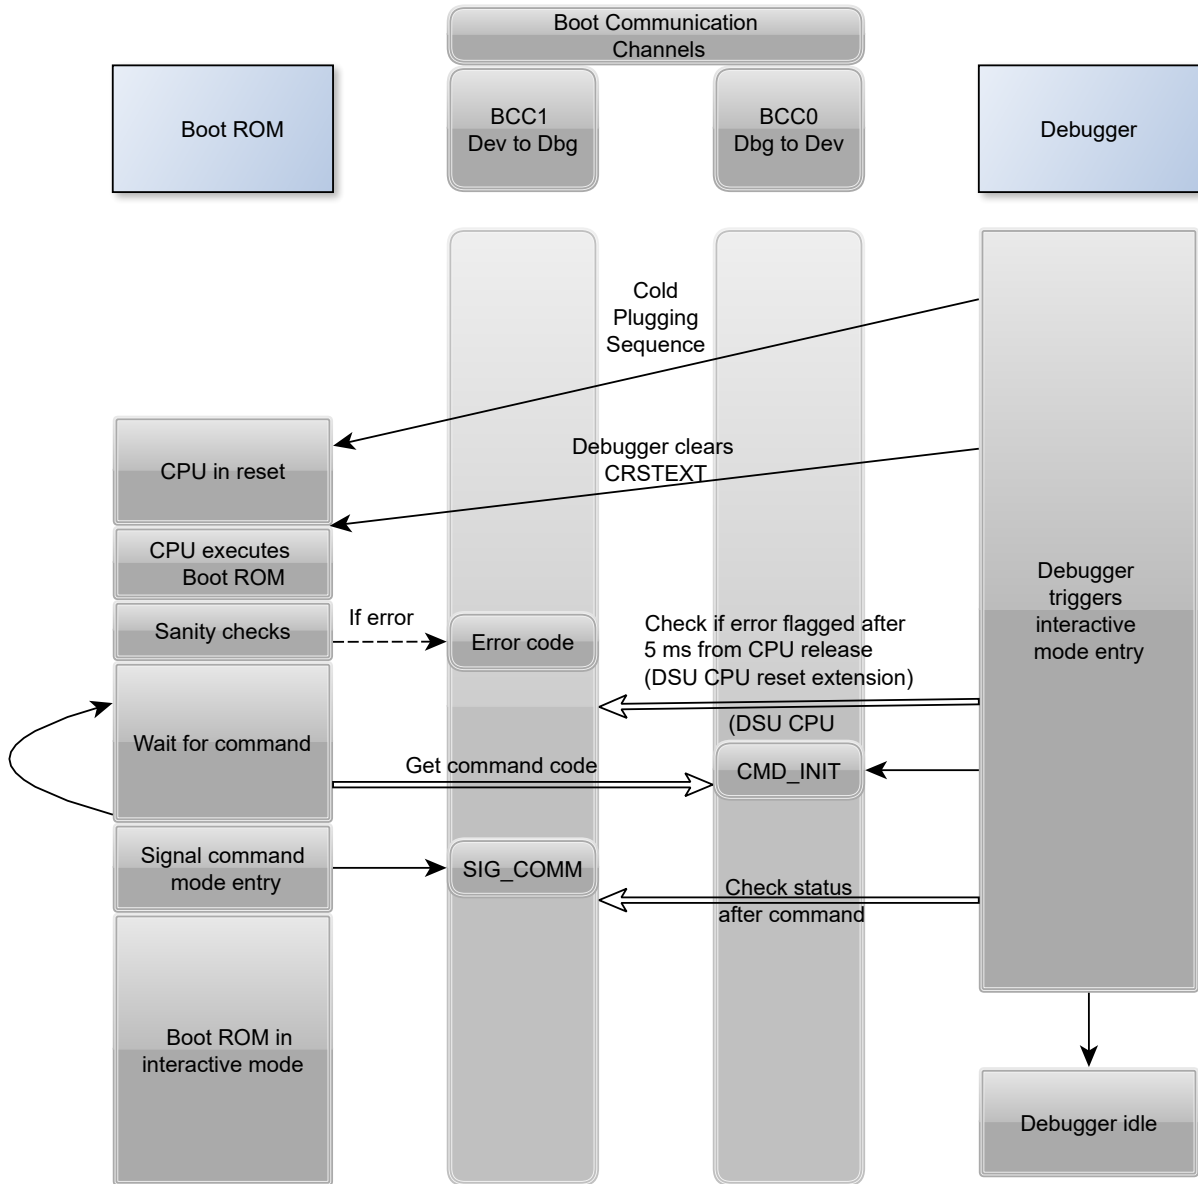 Boot Communication
Channels
Boot ROM
BCC1
Dev to Dbg
BCC0
Dbg to Dev
Debugger
Cold
Plugging
Sequence
Debugger clears
CRSTEXT
CPU in reset
CPU executes
Boot ROM
Sanity checks
If error
Error code
Check if error flagged after
5 ms from CPU release
(DSU CPU reset extension)
(DSU CPU
Debugger
triggers
interactive
mode entry
Wait for command
Get command code
CMD_INIT
Signal command
mode entry
SIG_COMM
Check status
after command
Boot ROM in
interactive mode
Debugger idle